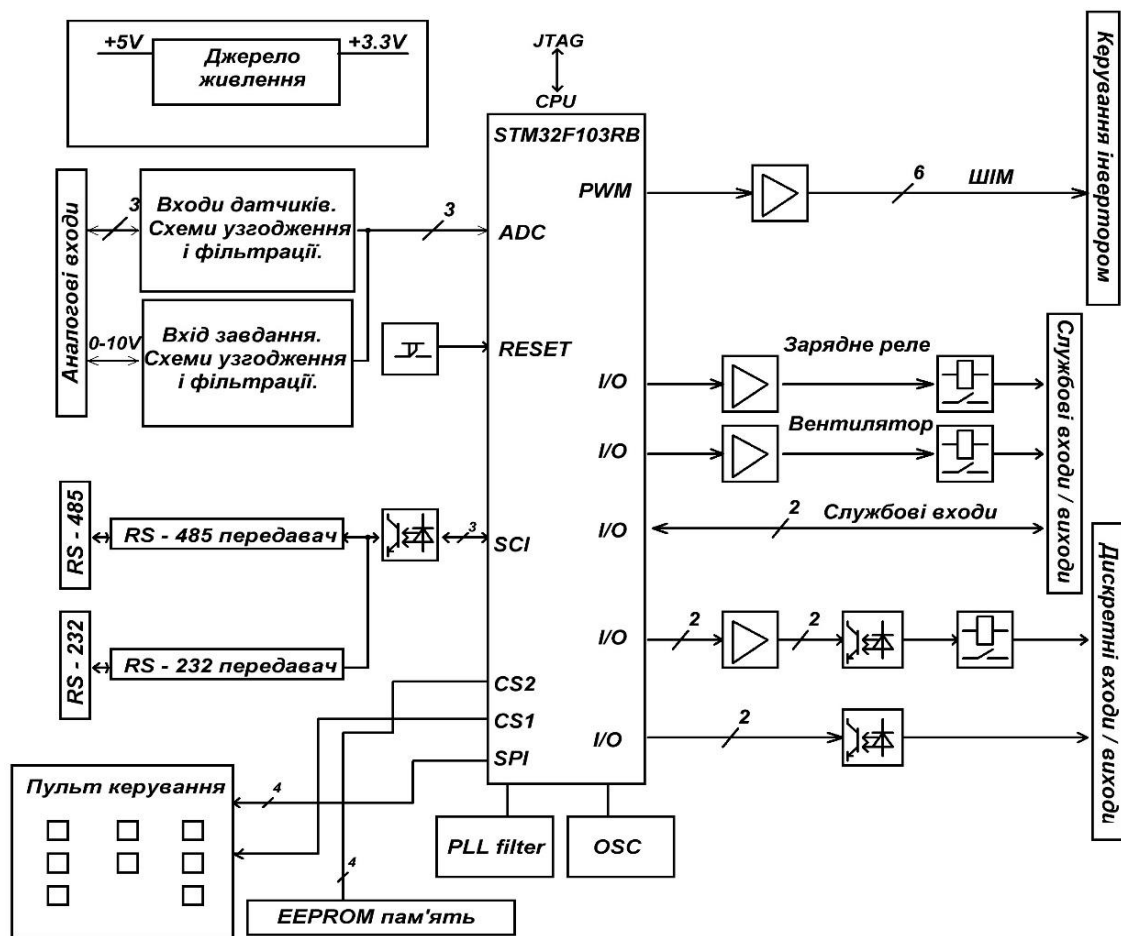 +5V
+3.3V
Джерело
живлення
JTAG
CPU
STM32F103RB
PWM
6
ШІМ
Керування інвертором
Аналогові входи
3
Входи датчиків.
Схеми узгодження
і фільтрації.
3
ADC
0-10V
Вхід завдання.
Схеми узгодження
і фільтрації.
RESET
I/O
Зарядне реле
I/O
Вентилятор
I/O
2
Службові входи
Службові входи / виходи
RS - 485
RS - 485 передавач
3
SCI
RS - 232
RS - 232 передавач
I/O
2
2
Дискретні входи / виходи
CS2
CS1
SPI
I/O
2
Пульт керування
4
PLL filter
OSC
4
EEPROM пам'ять